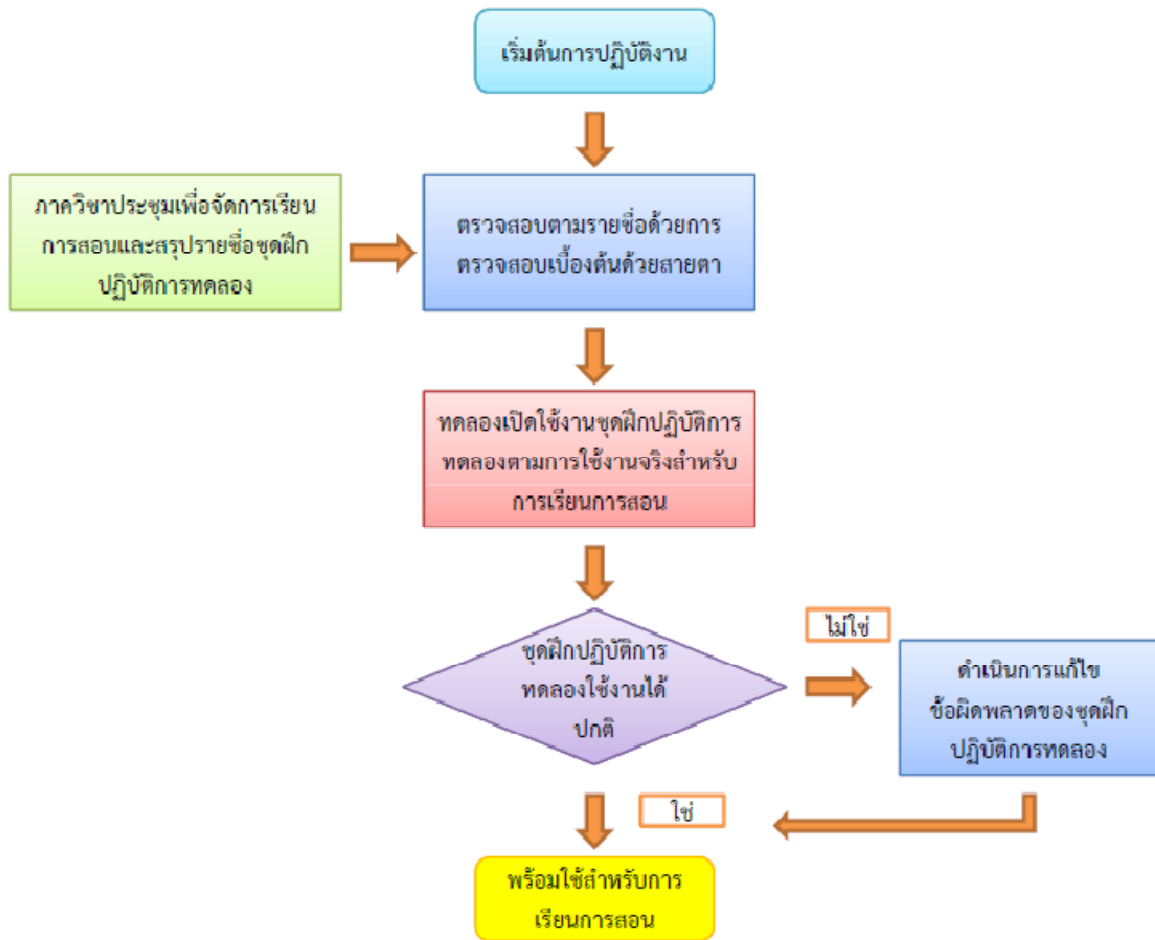 เริ่มต้นการปฏิบัติงาน
ภาควิชาประชุมเพื่อจัดการเรียน
การสอนและสรุปรายชื่อชุดฝึก
ปฏิบัติการทดลอง
ตรวจสอบตามรายชื่อด้วยการ
ตรวจสอบเบื้องต้นด้วยสายตา
ทดลองเปิดใช้งานชุดฝึกปฏิบัติการ
ทดลองตามการใช้งานจริงสำหรับ
การเรียนการสอน
ชุดฝึกปฏิบัติการ
ทดลองใช้งานได้
ปกติ
ไม่ใช่
ดำเนินการแก้ไข
ข้อผิดพลาดของชุดฝึก
ปฏิบัติการทดลอง
ใช่
พร้อมใช้สำหรับการ
เรียนการสอน